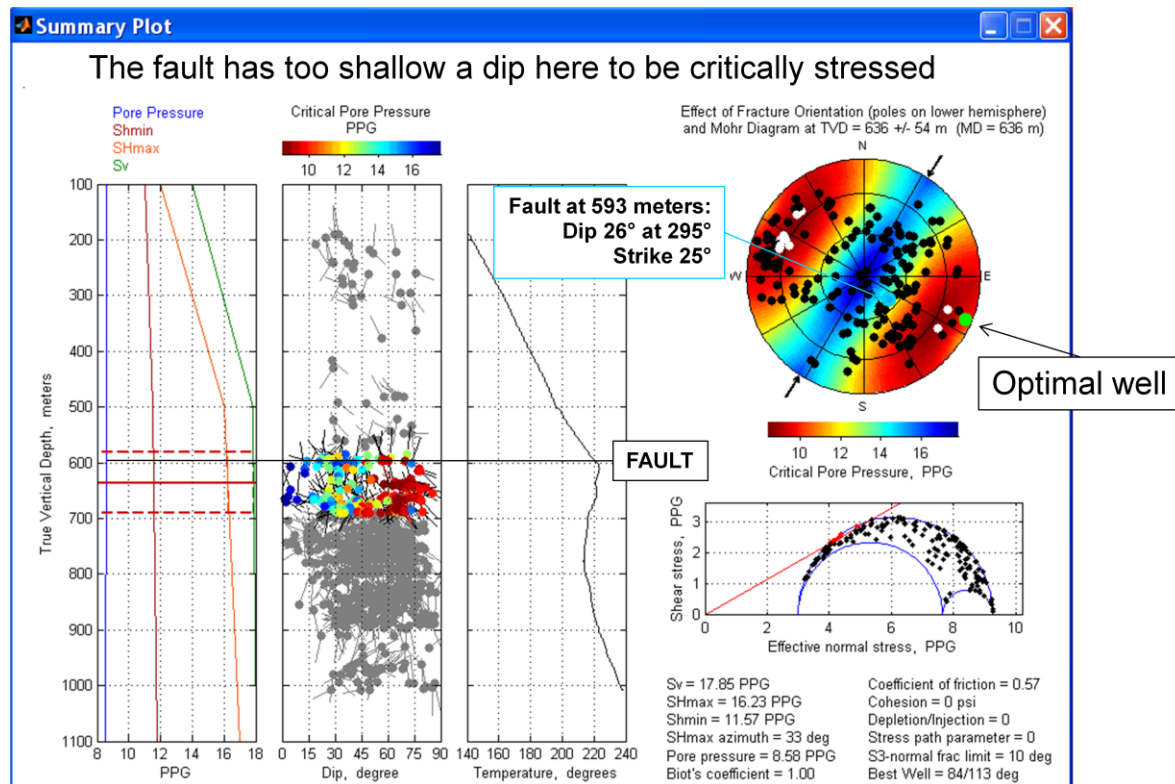 Summary Plot
The fault has too shallow a dip here to be critically stressed
Pore Pressure
Shmin
SHmax
Sv
Critical Pore Pressure
PPG
10 12 14 16
Effect of Fracture Orientation (poles on lower hemisphere)
and Mohr Diagram at TVD = 636 +/- 54 m (MD = 636 m)
N
W
E
S
Fault at 593 meters:
Dip 26° at 295°
Strike 25°
Optimal well
FAULT
True Vertical Depth, meters
100
200
300
400
500
600
700
800
900
1000
1100
8 10 12 14 16 18
PPG
0 15 30 45 60 75 90
Dip, degree
140 160 180 200 220 240
Temperature, degrees
10 12 14 16
Critical Pore Pressure, PPG
Shear stress, PPG
3
2
1
0
0 2 4 6 8 10
Effective normal stress, PPG
Sv = 17.85 PPG
SHmax = 16.23 PPG
Shmin = 11.57 PPG
SHmax azimuth = 33 deg
Pore pressure = 8.58 PPG
Biot's coefficient = 1.00
Coefficient of friction = 0.57
Cohesion = 0 psi
Depletion/Injection = 0
Stress path parameter = 0
S3-normal frac limit = 10 deg
Best Well = 84/113 deg